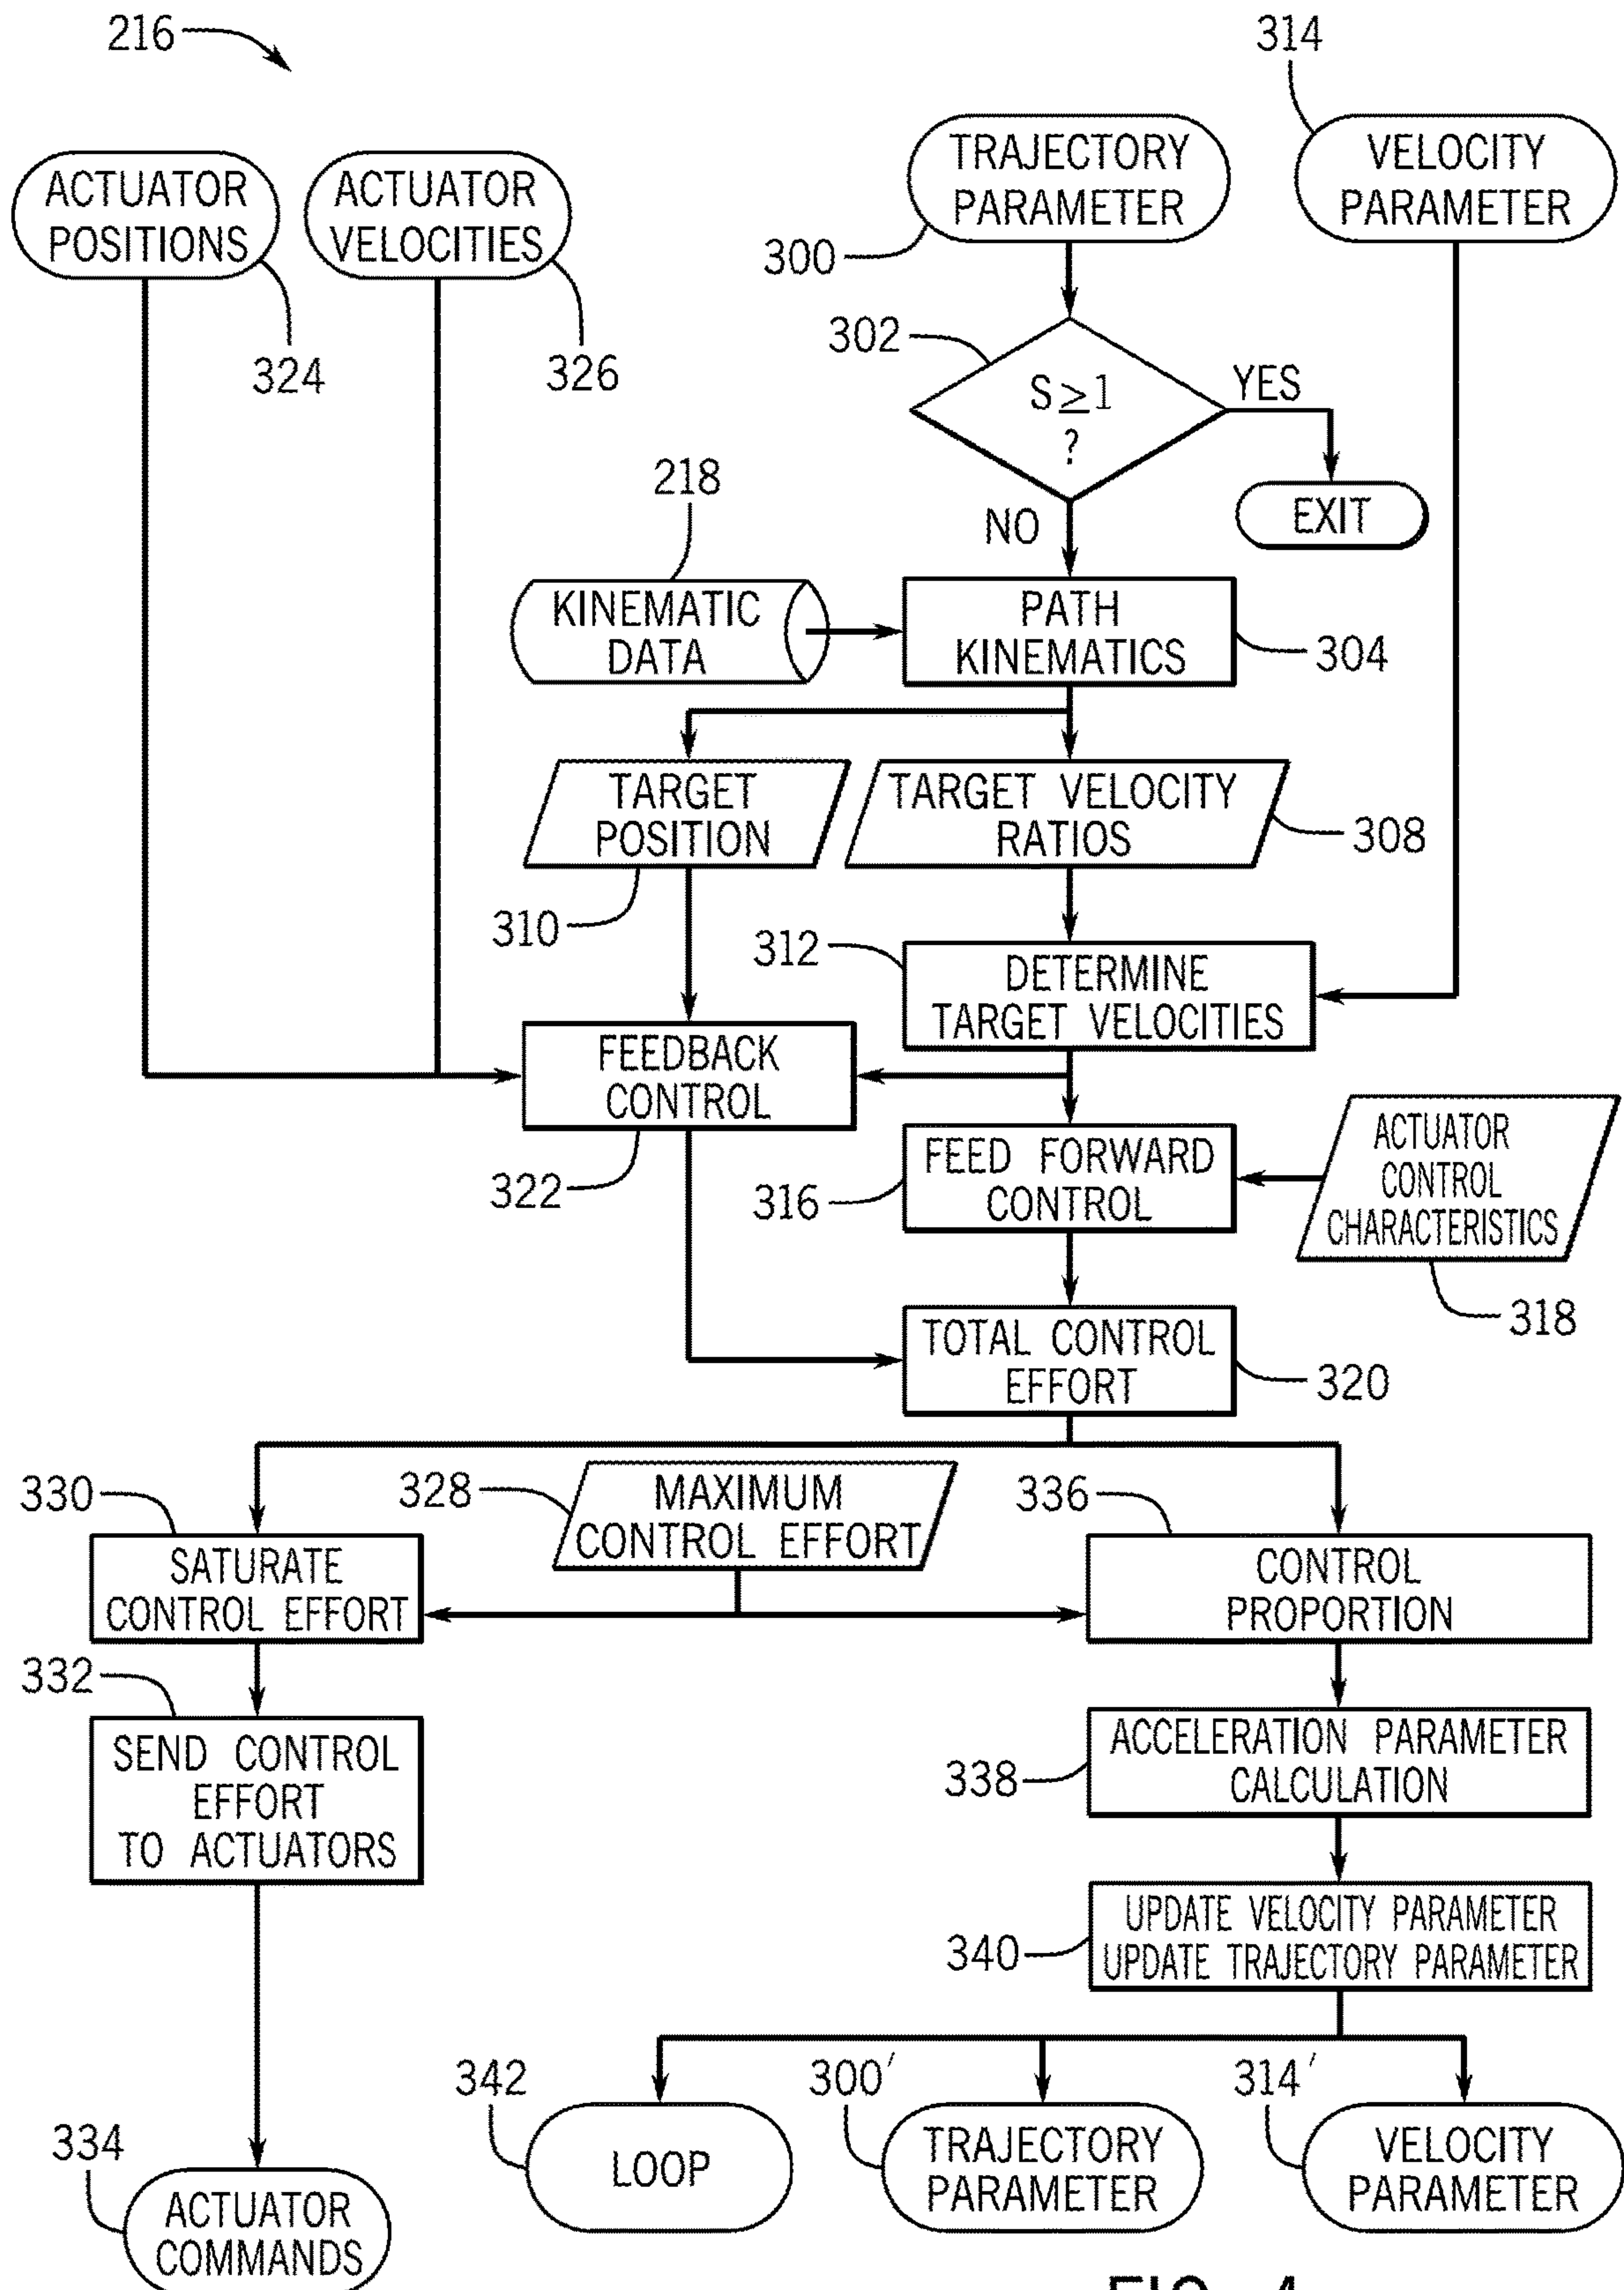 216
314
TRAJECTORY
PARAMETER
VELOCITY
PARAMETER
ACTUATOR
POSITIONS
ACTUATOR
VELOCITIES
300
324
326
302
S≥1
?
YES
EXIT
NO
218
KINEMATIC
DATA
PATH
KINEMATICS
304
TARGET
POSITION
TARGET VELOCITY
RATIOS
308
310
312
DETERMINE
TARGET VELOCITIES
FEEDBACK
CONTROL
322
316
FEED FORWARD
CONTROL
ACTUATOR
CONTROL
CHARACTERISTICS
318
TOTAL CONTROL
EFFORT
320
330
328
MAXIMUM
CONTROL EFFORT
336
SATURATE
CONTROL EFFORT
CONTROL
PROPORTION
332
SEND CONTROL
EFFORT
TO ACTUATORS
338
ACCELERATION PARAMETER
CALCULATION
340
UPDATE VELOCITY PARAMETER
UPDATE TRAJECTORY PARAMETER
342
300'
314'
334
LOOP
TRAJECTORY
PARAMETER
VELOCITY
PARAMETER
ACTUATOR
COMMANDS
FIG. 4